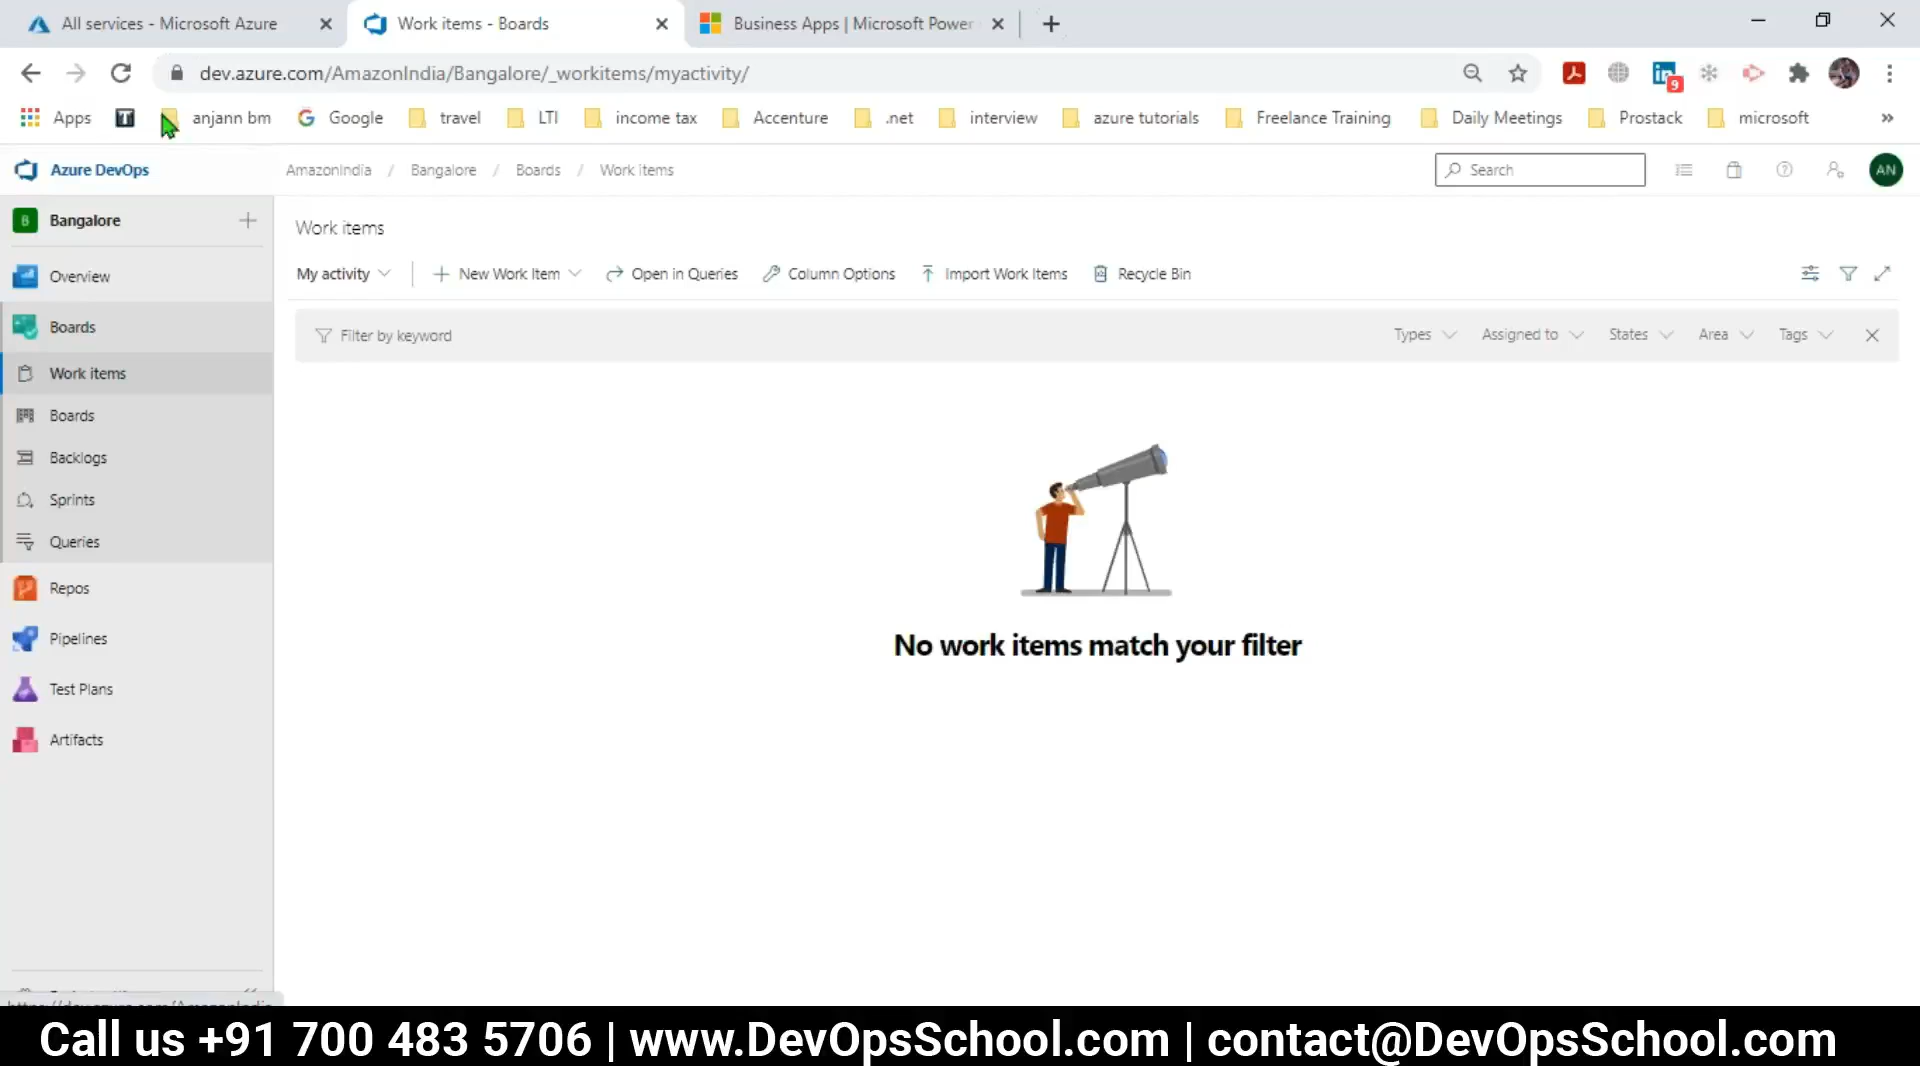 All services - Microsoft Azure
Work items - Boards
Business Apps | Microsoft Power
dev.azure.com/AmazonIndia/Bangalore/_workitems/myactivity/
9
Apps
anjann bm
Google
travel
LTI
income tax
Accenture
.net
interview
azure tutorials
Freelance Training
Daily Meetings
Prostack
microsoft
»
Azure DevOps
AmazonIndia / Bangalore / Boards / Work items
Search
AN
B Bangalore
Work items
Overview
My activity
New Work Item
Open in Queries
Column Options
Import Work Items
Recycle Bin
Boards
Filter by keyword
Types
Assigned to
States
Area
Tags
Work items
Boards
Backlogs
Sprints
Queries
Repos
Pipelines
Test Plans
Artifacts
No work items match your filter
Call us +91 700 483 5706 | www.DevOpsSchool.com | contact@DevOpsSchool.com